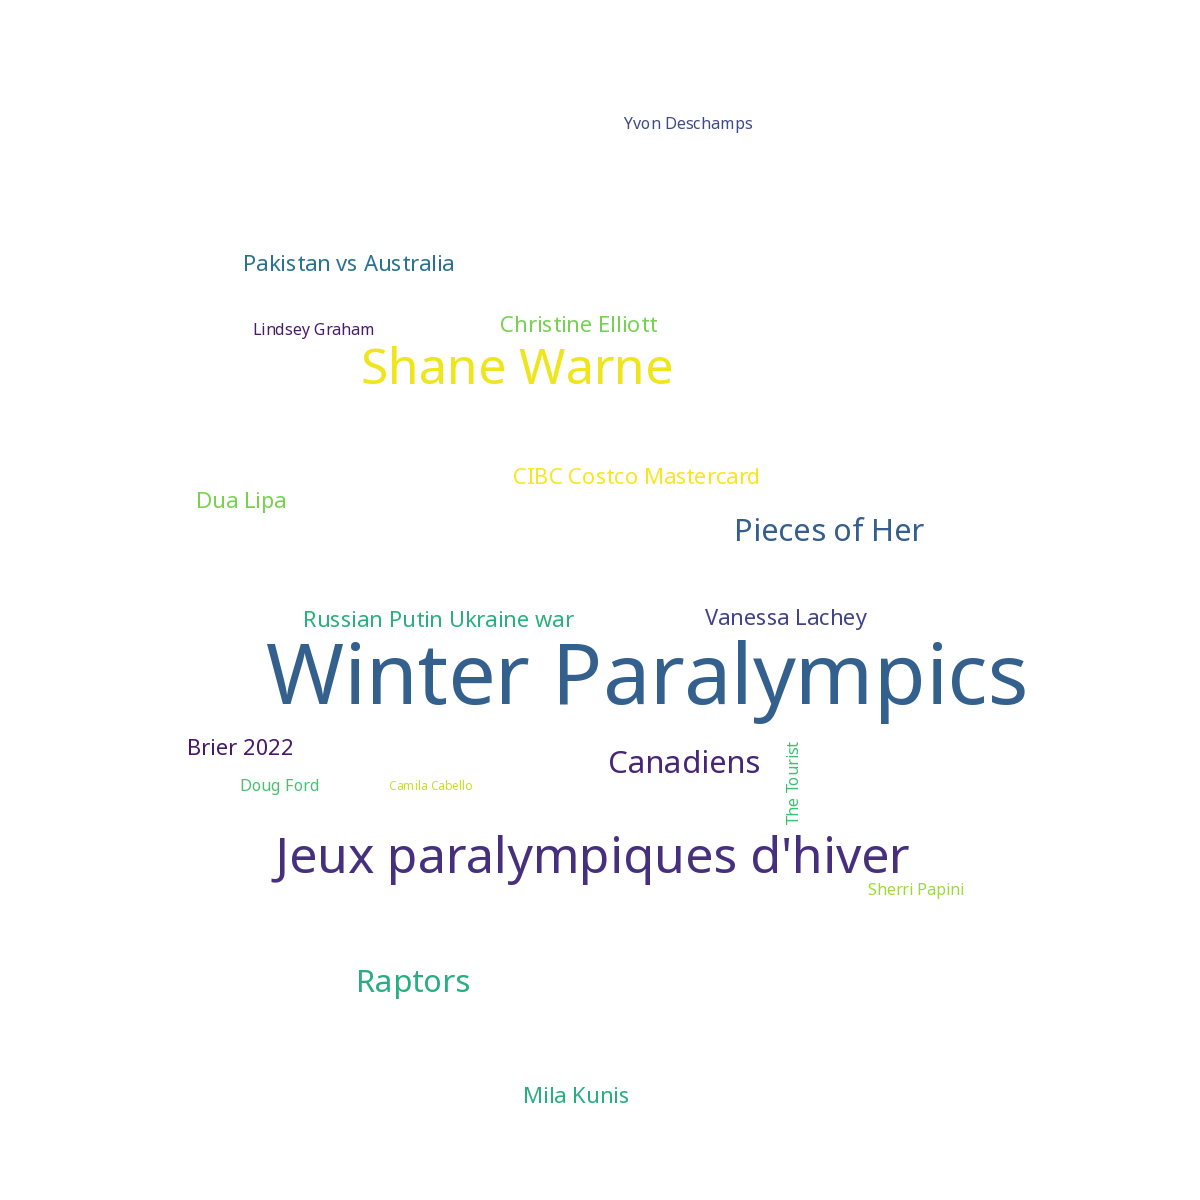 Yvon Deschamps
Pakistan vs Australia
Christine Elliott
Lindsey Graham
Shane Warne
CIBC Costco Mastercard
Dua Lipa
Pieces of Her
Russian Putin Ukraine war
Vanessa Lachey
Winter Paralympics
Brier 2022
Canadiens
The Tourist
Doug Ford
Camila Cabello
Jeux paralympiques d'hiver
Sherri Papini
Raptors
Mila Kunis